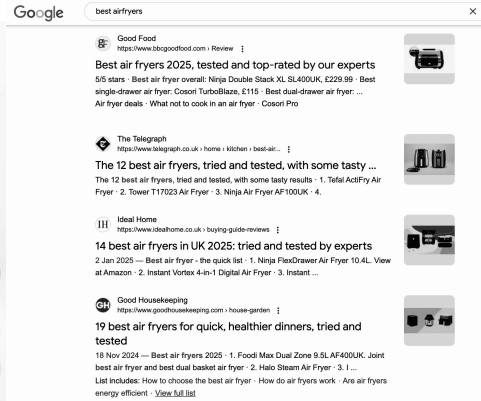 Google
best airfryers
Good Food
https://www.bbcgoodfood.com › Review
Best air fryers 2025, tested and top-rated by our experts
5/5 stars · Best air fryer overall: Ninja Double Stack XL SL400UK, £229.99 · Best
single-drawer air fryer: Cosori TurboBlaze, £115 · Best dual-drawer air fryer: ...
Air fryer deals · What not to cook in an air fryer · Cosori Pro
The Telegraph
https://www.telegraph.co.uk › home › kitchen › best-air...
The 12 best air fryers, tried and tested, with some tasty ...
The 12 best air fryers, tried and tested, with some tasty results · 1. Tefal ActiFry Air
Fryer · 2. Tower T17023 Air Fryer · 3. Ninja Air Fryer AF100UK · 4.
IH
Ideal Home
https://www.idealhome.co.uk › buying-guide-reviews
14 best air fryers in UK 2025: tried and tested by experts
2 Jan 2025 — Best air fryer - the quick list · 1. Ninja FlexDrawer Air Fryer 10.4L. View
at Amazon · 2. Instant Vortex 4-in-1 Digital Air Fryer · 3. Instant ...
GH
Good Housekeeping
https://www.goodhousekeeping.com › house-garden
19 best air fryers for quick, healthier dinners, tried and
tested
18 Nov 2024 — Best air fryers 2025 · 1. Foodi Max Dual Zone 9.5L AF400UK. Joint
best air fryer and best dual basket air fryer · 2. Halo Steam Air Fryer · 3. I ...
List includes: How to choose the best air fryer · How do air fryers work · Are air fryers
energy efficient · View full list